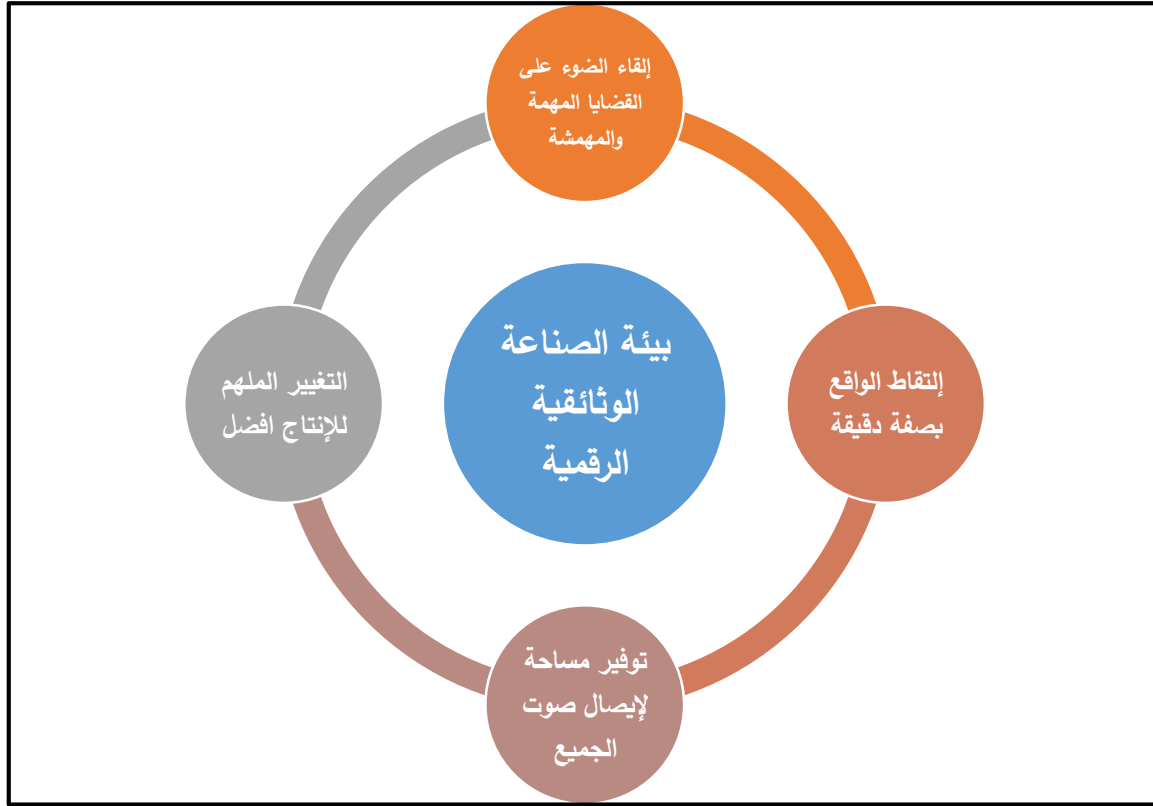 إلقاء الضوء على
القضايا المهمة
والمهمشة
بيئة الصناعة
الوثائقية
الرقمية
إلتقاط الواقع
بصفة دقيقة
توفير مساحة
لإيصال صوت
الجميع
التغيير الملهم
للإنتاج افضل